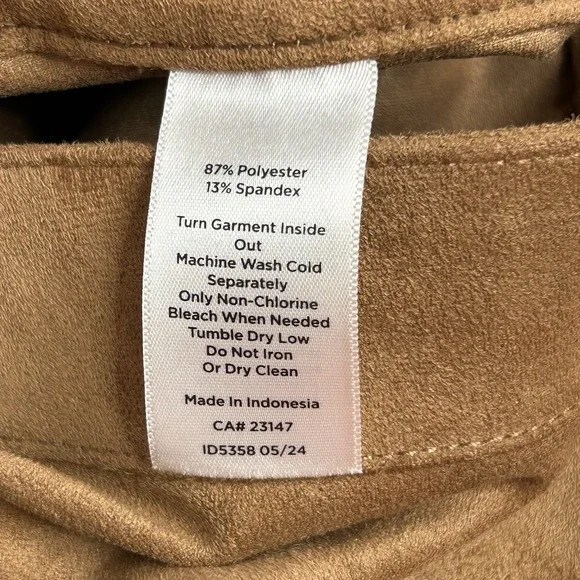 87% Polyester
13% Spandex
Turn Garment Inside
Out
Machine Wash Cold
Separately
Only Non-Chlorine
Bleach When Needed
Tumble Dry Low
Do Not Iron
Or Dry Clean
Made In Indonesia
CA# 23147
ID5358 05/24